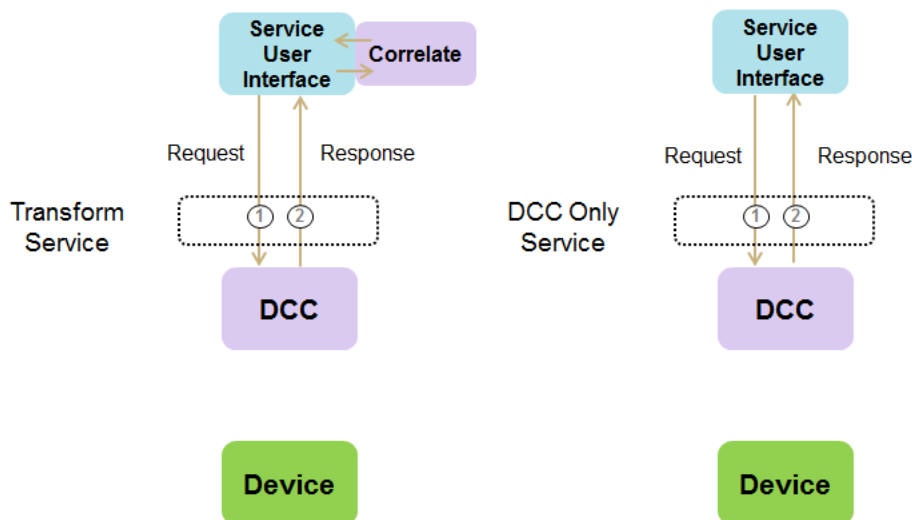 Service
User
Interface
Correlate
Request
Response
Transform
Service
1
2
DCC
Device
Service
User
Interface
Request
Response
DCC Only
Service
1
2
DCC
Device